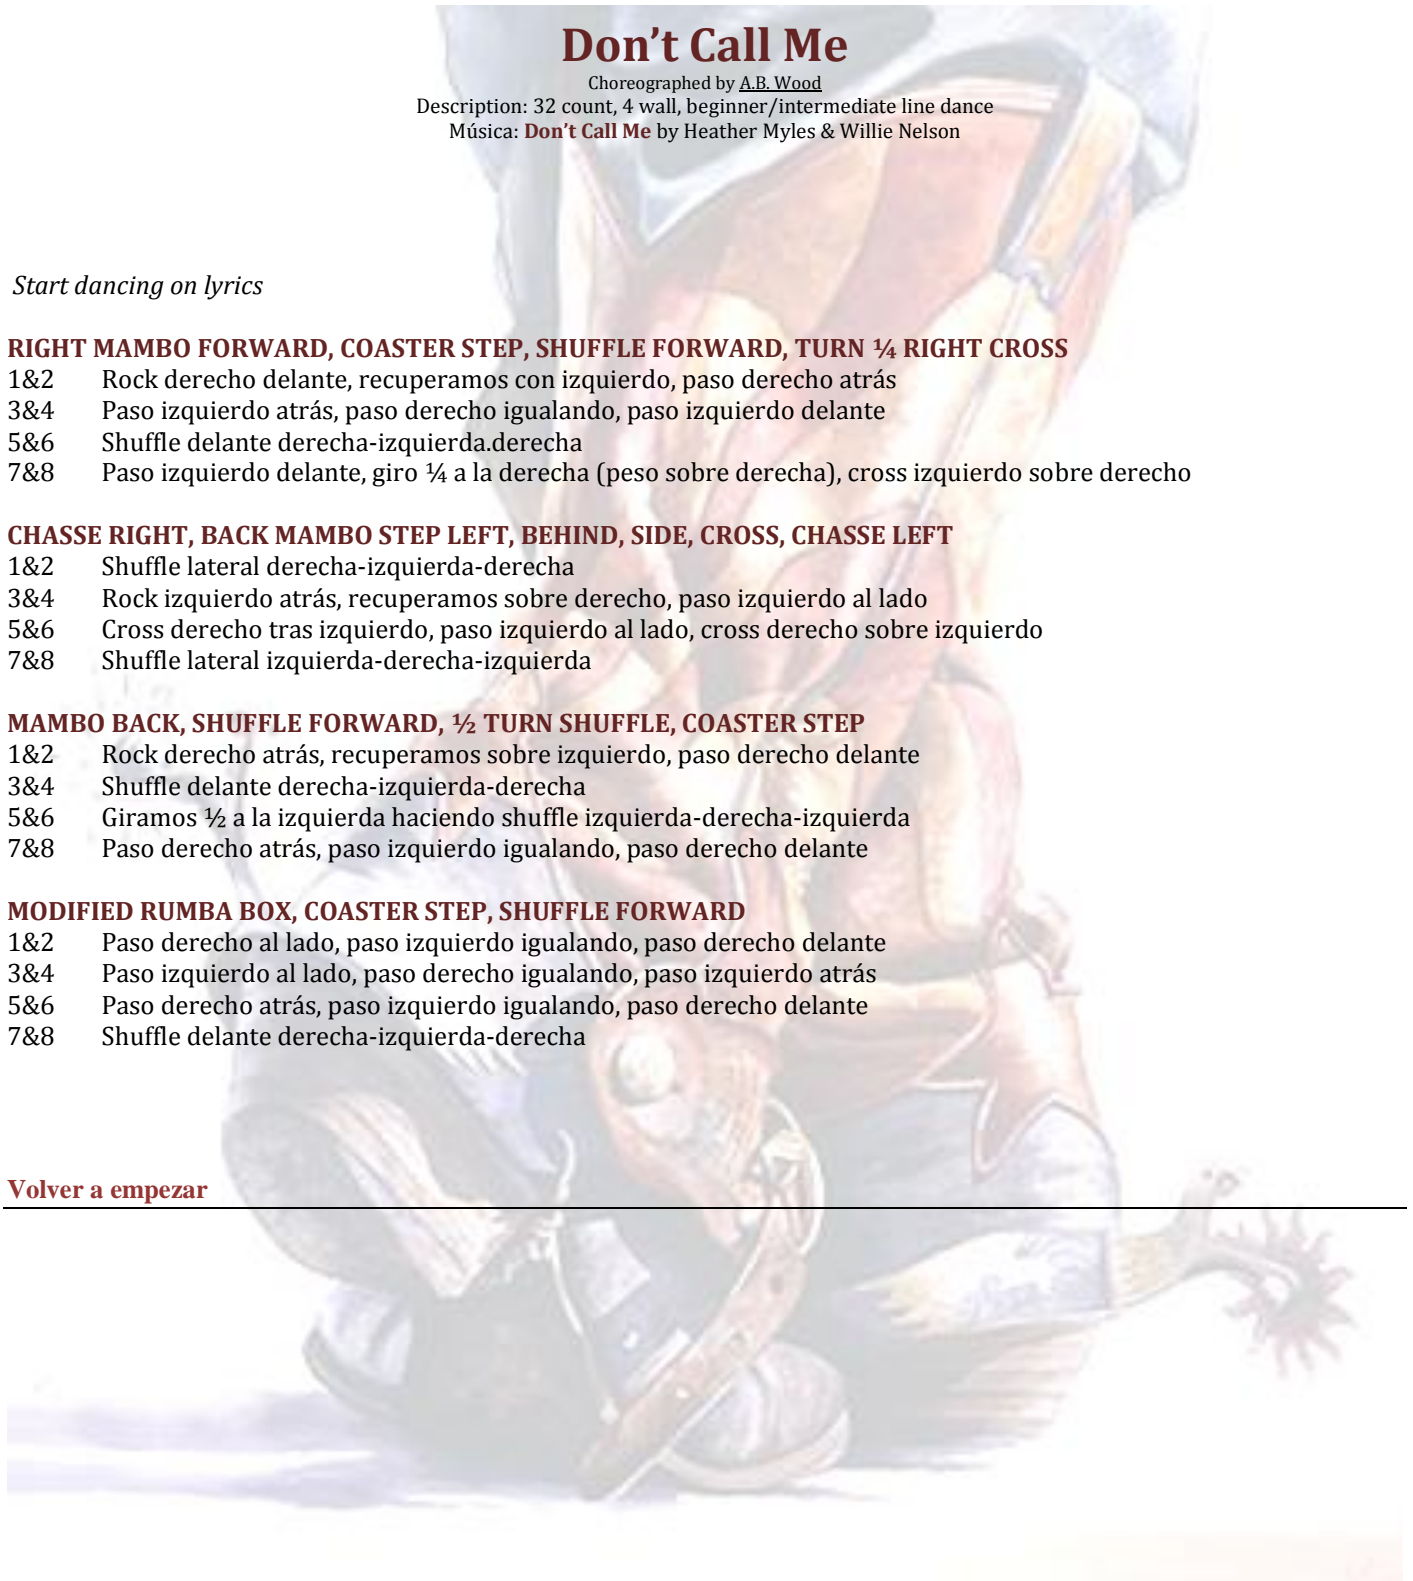 Don’t Call Me
Choreographed by A.B. Wood
Description: 32 count, 4 wall, beginner/intermediate line dance
Música: Don’t Call Me by Heather Myles & Willie Nelson
Start dancing on lyrics
RIGHT MAMBO FORWARD, COASTER STEP, SHUFFLE FORWARD, TURN ¼ RIGHT CROSS
1&2 Rock derecho delante, recuperamos con izquierdo, paso derecho atrás
3&4 Paso izquierdo atrás, paso derecho igualando, paso izquierdo delante
5&6 Shuffle delante derecha-izquierda.derecha
7&8 Paso izquierdo delante, giro ¼ a la derecha (peso sobre derecha), cross izquierdo sobre derecho
CHASSE RIGHT, BACK MAMBO STEP LEFT, BEHIND, SIDE, CROSS, CHASSE LEFT
1&2 Shuffle lateral derecha-izquierda-derecha
3&4 Rock izquierdo atrás, recuperamos sobre derecho, paso izquierdo al lado
5&6 Cross derecho tras izquierdo, paso izquierdo al lado, cross derecho sobre izquierdo
7&8 Shuffle lateral izquierda-derecha-izquierda
MAMBO BACK, SHUFFLE FORWARD, ½ TURN SHUFFLE, COASTER STEP
1&2 Rock derecho atrás, recuperamos sobre izquierdo, paso derecho delante
3&4 Shuffle delante derecha-izquierda-derecha
5&6 Giramos ½ a la izquierda haciendo shuffle izquierda-derecha-izquierda
7&8 Paso derecho atrás, paso izquierdo igualando, paso derecho delante
MODIFIED RUMBA BOX, COASTER STEP, SHUFFLE FORWARD
1&2 Paso derecho al lado, paso izquierdo igualando, paso derecho delante
3&4 Paso izquierdo al lado, paso derecho igualando, paso izquierdo atrás
5&6 Paso derecho atrás, paso izquierdo igualando, paso derecho delante
7&8 Shuffle delante derecha-izquierda-derecha
Volver a empezar